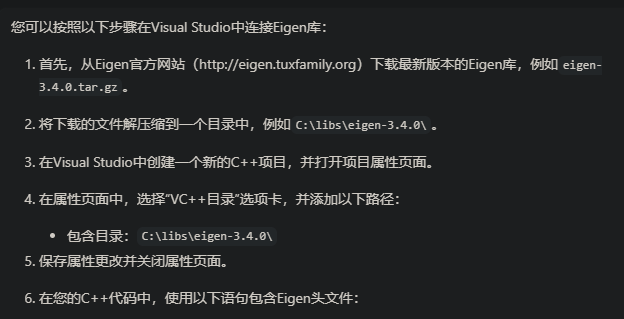 您可以按照以下步骤在Visual Studio中连接Eigen库：
1. 首先，从Eigen官方网站（http://eigen.tuxfamily.org）下载最新版本的Eigen库，例如 eigen-
3.4.0.tar.gz 。
2. 将下载的文件解压缩到一个目录中，例如 C:\libs\eigen-3.4.0\ 。
3. 在Visual Studio中创建一个新的C++项目，并打开项目属性页面。
4. 在属性页面中，选择"VC++目录"选项卡，并添加以下路径：
• 包含目录： C:\libs\eigen-3.4.0\
5. 保存属性更改并关闭属性页面。
6. 在您的C++代码中，使用以下语句包含Eigen头文件：